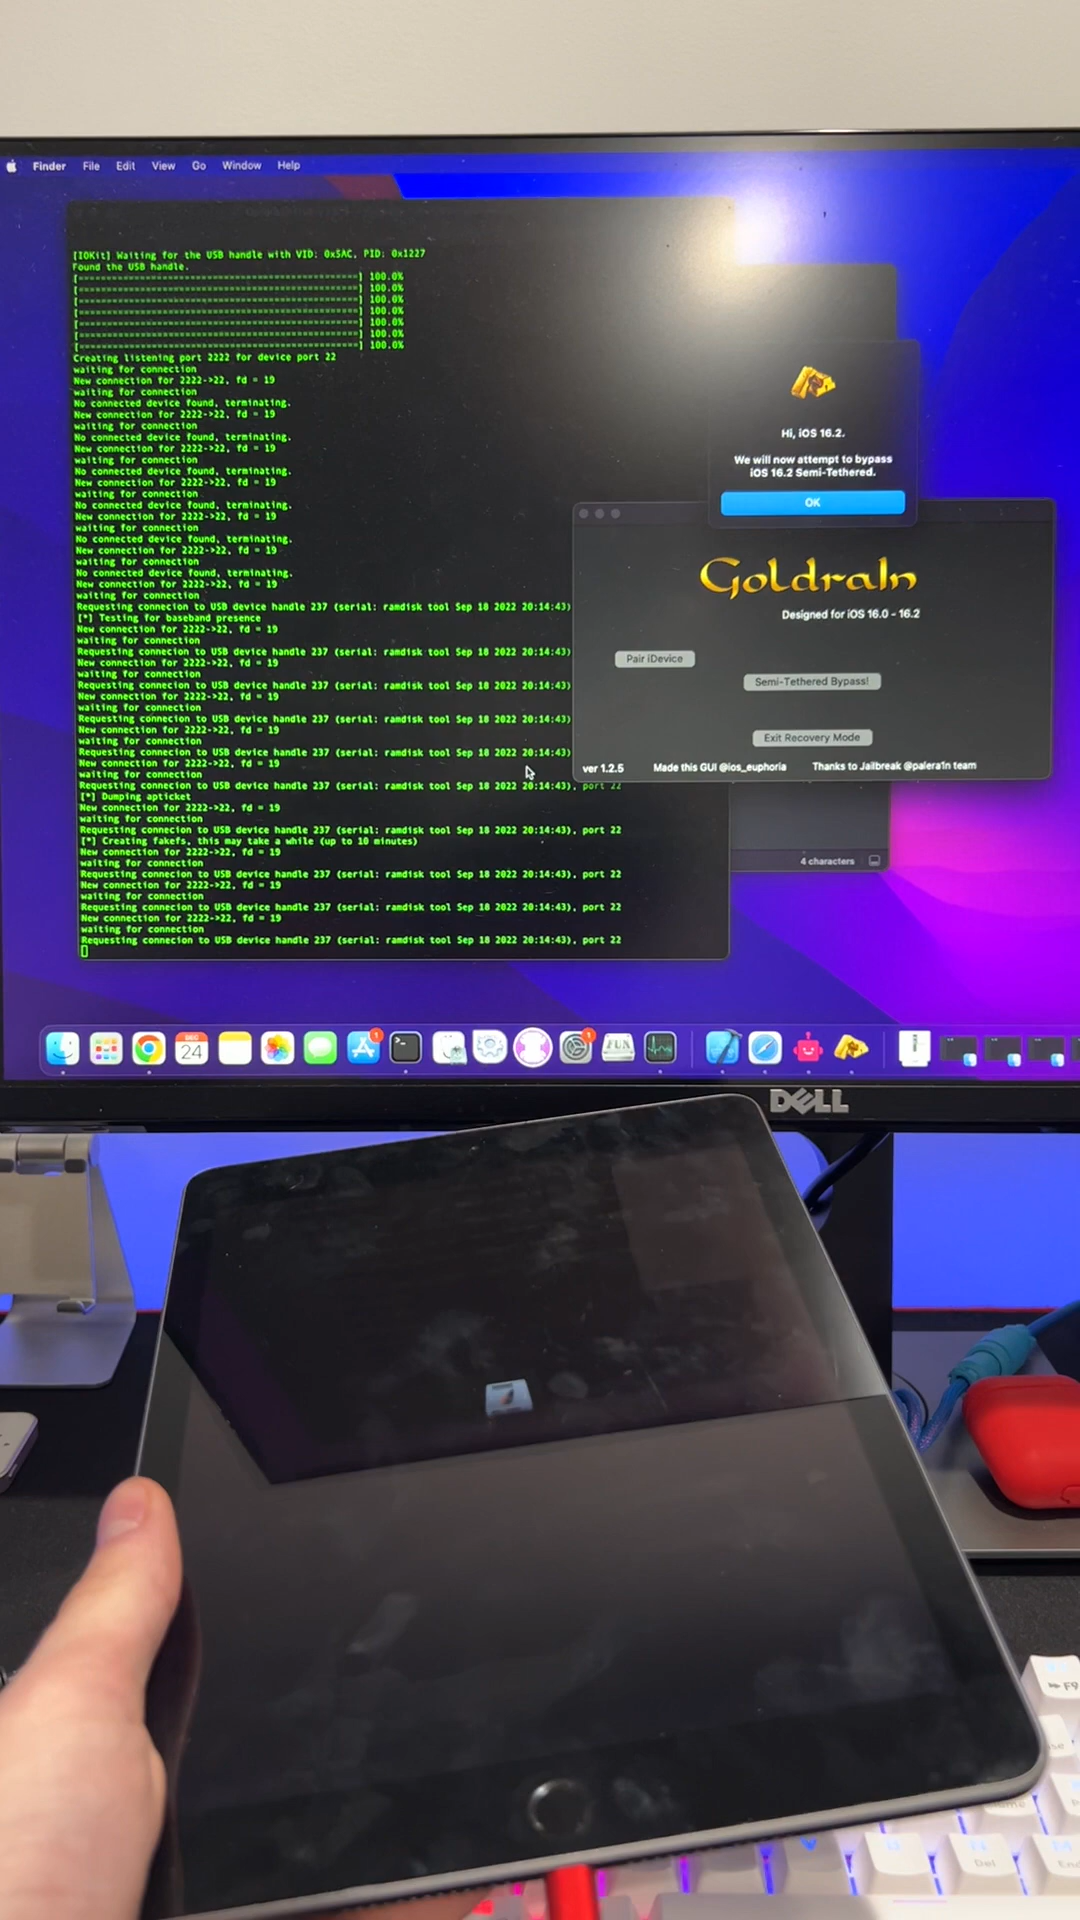 Finder File Edit View Go Window Help
[IOKit] Waiting for the USB handle with VID: 0x5AC, PID: 0x1227
Found the USB handle.
[==================================================] 100.0%
[==================================================] 100.0%
[==================================================] 100.0%
[==================================================] 100.0%
[==================================================] 100.0%
[==================================================] 100.0%
[==================================================] 100.0%
Creating listening port 2222 for device port 22
waiting for connection
New connection for 2222->22, fd = 19
waiting for connection
No connected device found, terminating.
New connection for 2222->22, fd = 19
waiting for connection
No connected device found, terminating.
New connection for 2222->22, fd = 19
waiting for connection
No connected device found, terminating.
New connection for 2222->22, fd = 19
waiting for connection
No connected device found, terminating.
New connection for 2222->22, fd = 19
waiting for connection
No connected device found, terminating.
New connection for 2222->22, fd = 19
waiting for connection
No connected device found, terminating.
New connection for 2222->22, fd = 19
waiting for connection
Requesting connecion to USB device handle 237 (serial: ramdisk tool Sep 18 2022 20:14:43)
[*] Testing for baseband presence
New connection for 2222->22, fd = 19
waiting for connection
Requesting connecion to USB device handle 237 (serial: ramdisk tool Sep 18 2022 20:14:43)
New connection for 2222->22, fd = 19
waiting for connection
Requesting connecion to USB device handle 237 (serial: ramdisk tool Sep 18 2022 20:14:43)
New connection for 2222->22, fd = 19
waiting for connection
Requesting connecion to USB device handle 237 (serial: ramdisk tool Sep 18 2022 20:14:43)
New connection for 2222->22, fd = 19
waiting for connection
Requesting connecion to USB device handle 237 (serial: ramdisk tool Sep 18 2022 20:14:43)
New connection for 2222->22, fd = 19
waiting for connection
Requesting connecion to USB device handle 237 (serial: ramdisk tool Sep 18 2022 20:14:43), port 22
[*] Dumping apticket
New connection for 2222->22, fd = 19
waiting for connection
Requesting connecion to USB device handle 237 (serial: ramdisk tool Sep 18 2022 20:14:43), port 22
[*] Creating fakefs, this may take a while (up to 10 minutes)
New connection for 2222->22, fd = 19
waiting for connection
Requesting connecion to USB device handle 237 (serial: ramdisk tool Sep 18 2022 20:14:43), port 22
New connection for 2222->22, fd = 19
waiting for connection
Requesting connecion to USB device handle 237 (serial: ramdisk tool Sep 18 2022 20:14:43), port 22
New connection for 2222->22, fd = 19
waiting for connection
Requesting connecion to USB device handle 237 (serial: ramdisk tool Sep 18 2022 20:14:43), port 22
Hi, iOS 16.2.
We will now attempt to bypass
iOS 16.2 Semi-Tethered.
OK
Goldra1n
Designed for iOS 16.0 - 16.2
Pair iDevice
Semi-Tethered Bypass!
Exit Recovery Mode
ver 1.2.5 Made this GUI @ios_euphoria Thanks to Jailbreak @palera1n team
4 characters
DEC
24
1
1
FUN
DELL
F9
Del